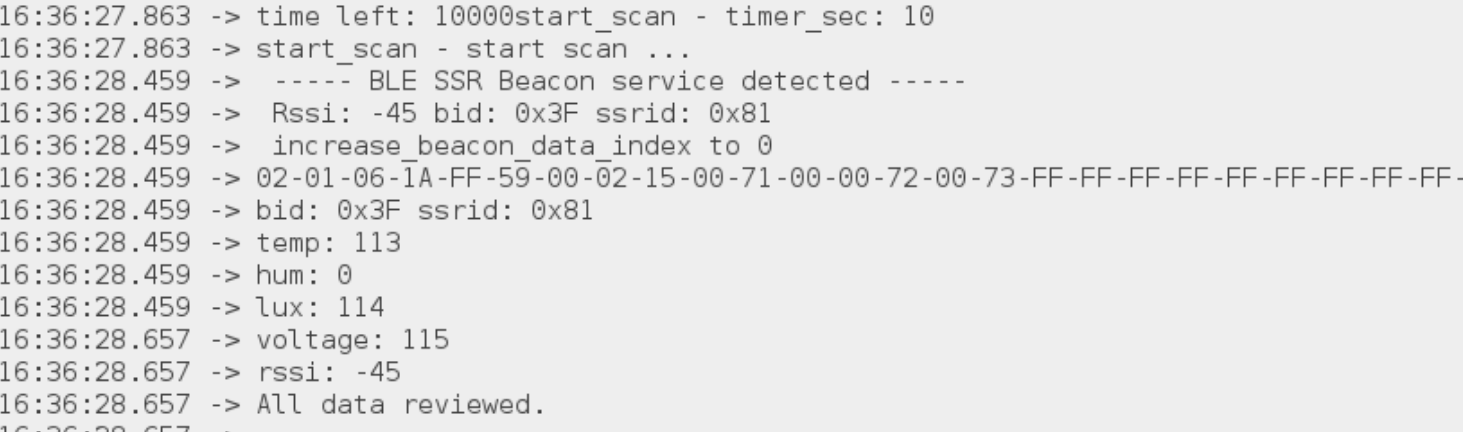 16:36:27.863 -> time left: 10000start_scan - timer_sec: 10
16:36:27.863 -> start_scan - start scan ...
16:36:28.459 ->  ----- BLE SSR Beacon service detected -----
16:36:28.459 ->  Rssi: -45 bid: 0x3F ssrid: 0x81
16:36:28.459 ->  increase_beacon_data_index to 0
16:36:28.459 -> 02-01-06-1A-FF-59-00-02-15-00-71-00-00-72-00-73-FF-FF-FF-FF-FF-FF-FF-FF-FF-
16:36:28.459 -> bid: 0x3F ssrid: 0x81
16:36:28.459 -> temp: 113
16:36:28.459 -> hum: 0
16:36:28.459 -> lux: 114
16:36:28.657 -> voltage: 115
16:36:28.657 -> rssi: -45
16:36:28.657 -> All data reviewed.
16:36:28.657 ->